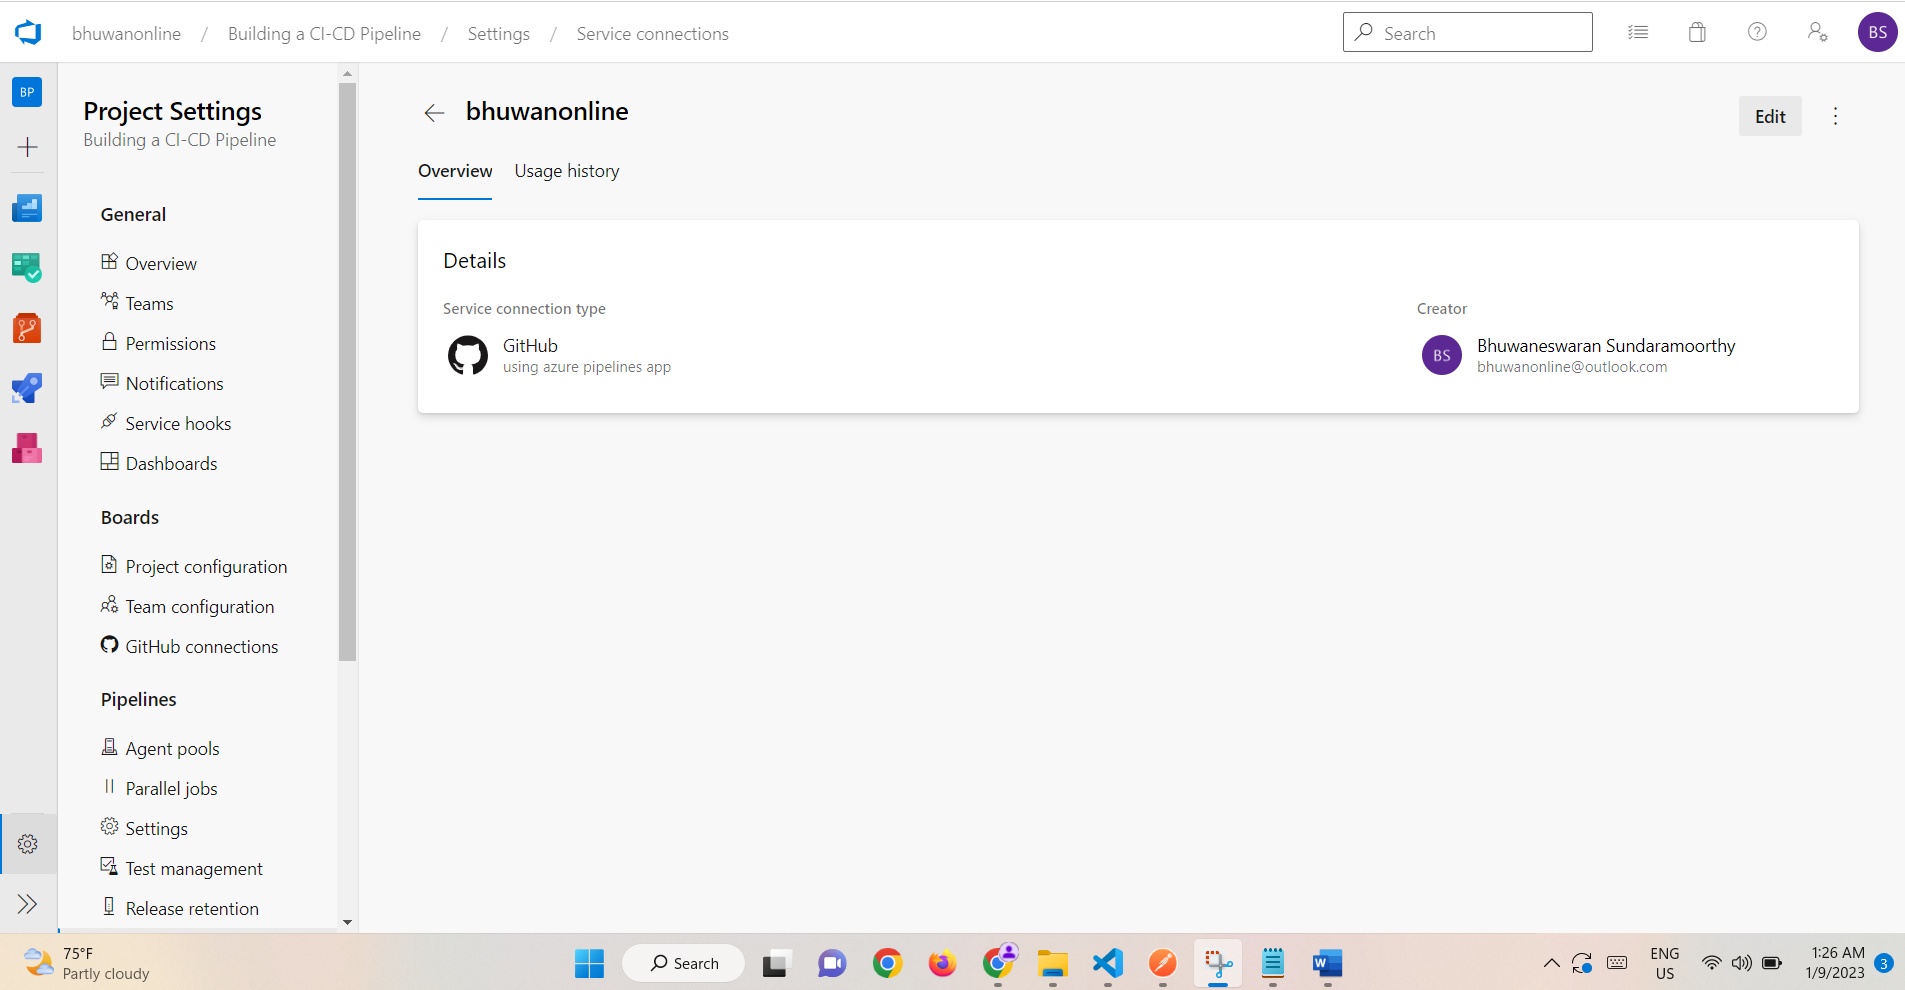 bhuwanonline / Building a CI-CD Pipeline / Settings / Service connections
Search
BS
BP
Project Settings
Building a CI-CD Pipeline
General
Overview
Teams
Permissions
Notifications
Service hooks
Dashboards
Boards
Project configuration
Team configuration
GitHub connections
Pipelines
Agent pools
Parallel jobs
Settings
Test management
Release retention
bhuwanonline
Edit
Overview
Usage history
Details
Service connection type
GitHub
using azure pipelines app
Creator
BS
Bhuwaneswaran Sundaramoorthy
bhuwanonline@outlook.com
75°F
Partly cloudy
Search
W
ENG
US
1:26 AM
1/9/2023
3